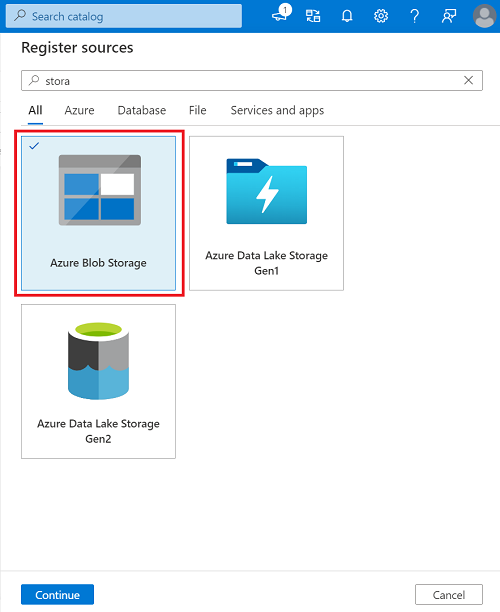 Search catalog
1
Register sources
stora
All Azure Database File Services and apps
Azure Blob Storage
Azure Data Lake Storage
Gen1
Azure Data Lake Storage
Gen2
Continue Cancel